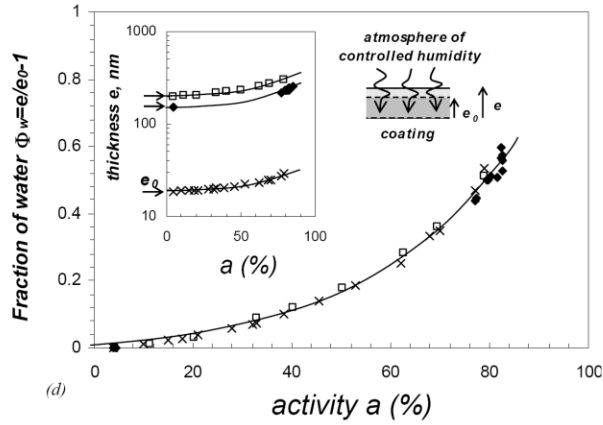 Fraction of water Φw=e/e0-1
1
0.8
0.6
0.4
0.2
0
0 20 40 60 80 100
activity a (%)
(d)
thickness e, nm
1000
100
10
e0
0 50 100
a (%)
atmosphere of
controlled humidity
e0
e
coating